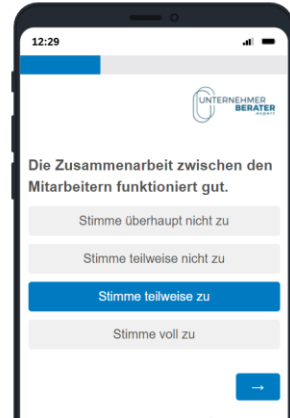 12:29
UNTERNEHMER
BERATER
.expert
Die Zusammenarbeit zwischen den
Mitarbeitern funktioniert gut.
Stimme überhaupt nicht zu
Stimme teilweise nicht zu
Stimme teilweise zu
Stimme voll zu
→